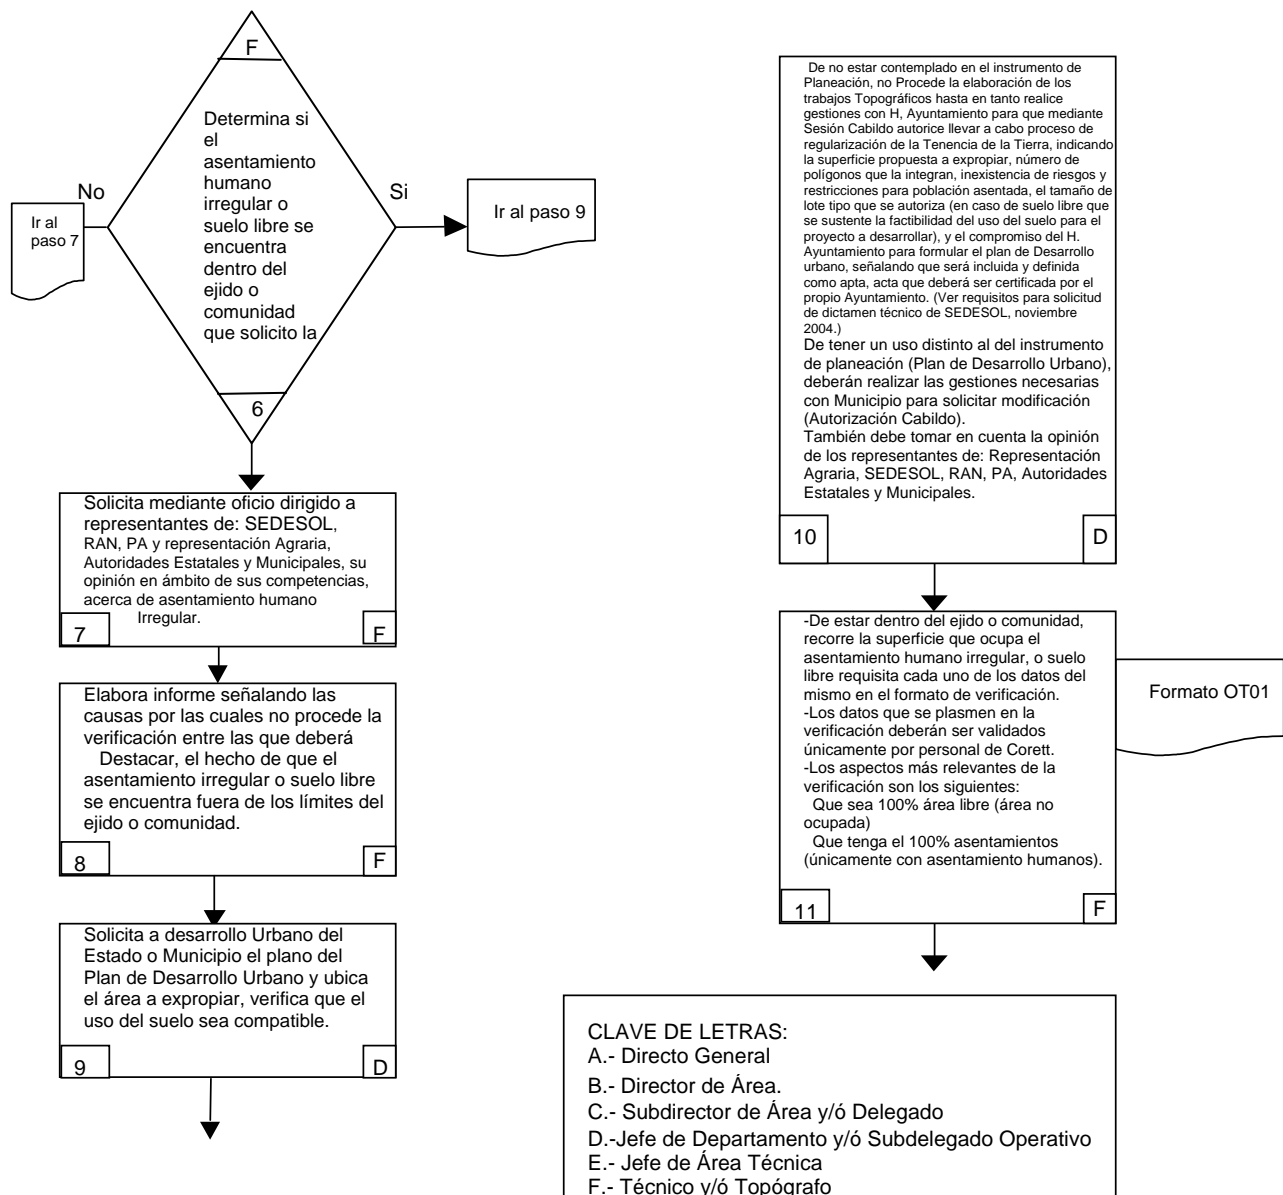 F
Determina si
el
asentamiento
humano
irregular o
suelo libre se
encuentra
dentro del
ejido o
comunidad
que solicito la
6
No
Ir al
paso 7
Si
Ir al paso 9
Solicita mediante oficio dirigido a
representantes de: SEDESOL,
RAN, PA y representación Agraria,
Autoridades Estatales y Municipales, su
opinión en ámbito de sus competencias,
acerca de asentamiento humano
Irregular.
7
F
Elabora informe señalando las
causas por las cuales no procede la
verificación entre las que deberá
Destacar, el hecho de que el
asentamiento irregular o suelo libre
se encuentra fuera de los límites del
ejido o comunidad.
8
F
Solicita a desarrollo Urbano del
Estado o Municipio el plano del
Plan de Desarrollo Urbano y ubica
el área a expropiar, verifica que el
uso del suelo sea compatible.
9
D
De no estar contemplado en el instrumento de
Planeación, no Procede la elaboración de los
trabajos Topográficos hasta en tanto realice
gestiones con H, Ayuntamiento para que mediante
Sesión Cabildo autorice llevar a cabo proceso de
regularización de la Tenencia de la Tierra, indicando
la superficie propuesta a expropiar, número de
polígonos que la integran, inexistencia de riesgos y
restricciones para población asentada, el tamaño de
lote tipo que se autoriza (en caso de suelo libre que
se sustente la factibilidad del uso del suelo para el
proyecto a desarrollar), y el compromiso del H.
Ayuntamiento para formular el plan de Desarrollo
urbano, señalando que será incluida y definida
como apta, acta que deberá ser certificada por el
propio Ayuntamiento. (Ver requisitos para solicitud
de dictamen técnico de SEDESOL, noviembre
2004.)
De tener un uso distinto al del instrumento
de planeación (Plan de Desarrollo Urbano),
deberán realizar las gestiones necesarias
con Municipio para solicitar modificación
(Autorización Cabildo).
También debe tomar en cuenta la opinión
de los representantes de: Representación
Agraria, SEDESOL, RAN, PA, Autoridades
Estatales y Municipales.
10
D
-De estar dentro del ejido o comunidad,
recorre la superficie que ocupa el
asentamiento humano irregular, o suelo
libre requisita cada uno de los datos del
mismo en el formato de verificación.
-Los datos que se plasmen en la
verificación deberán ser validados
únicamente por personal de Corett.
-Los aspectos más relevantes de la
verificación son los siguientes:
Que sea 100% área libre (área no
ocupada)
Que tenga el 100% asentamientos
(únicamente con asentamiento humanos).
11
F
Formato OT01
CLAVE DE LETRAS:
A.- Directo General
B.- Director de Área.
C.- Subdirector de Área y/ó Delegado
D.-Jefe de Departamento y/ó Subdelegado Operativo
E.- Jefe de Área Técnica
F.- Técnico y/ó Topógrafo